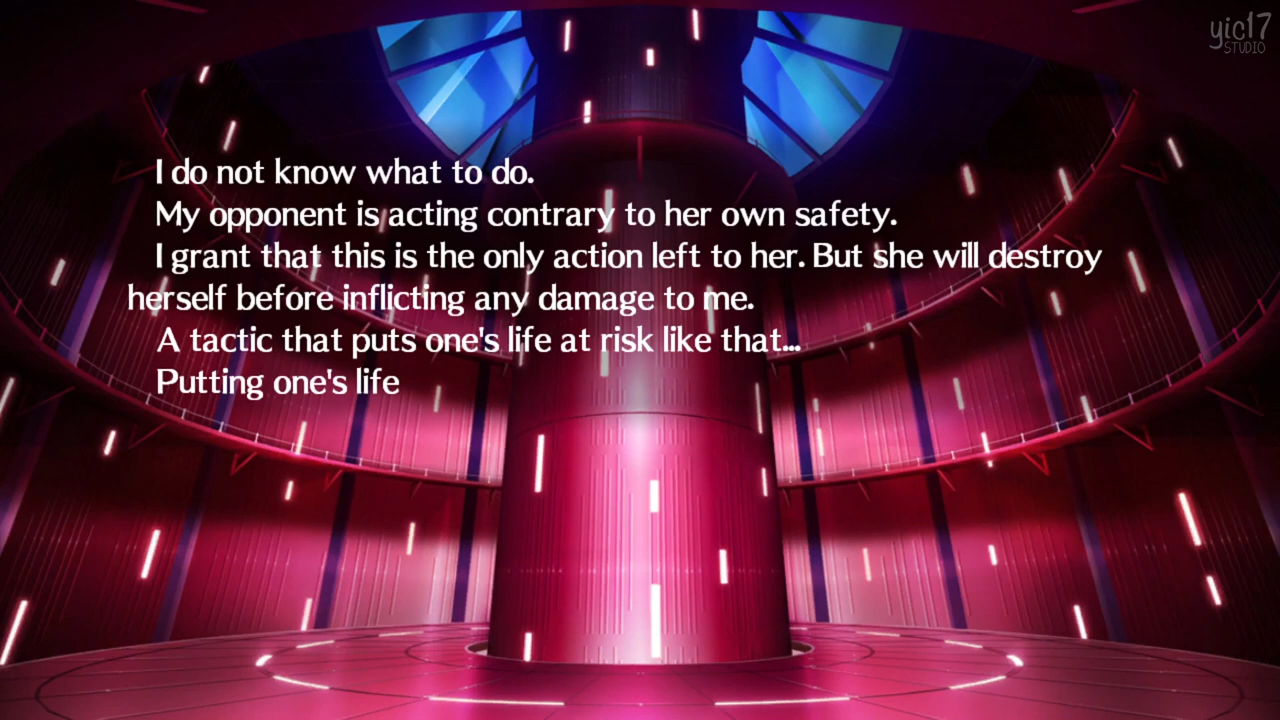 yic17
STUDIO
I do not know what to do.
My opponent is acting contrary to her own safety.
I grant that this is the only action left to her. But she will destroy
herself before inflicting any damage to me.
A tactic that puts one's life at risk like that...
Putting one's life